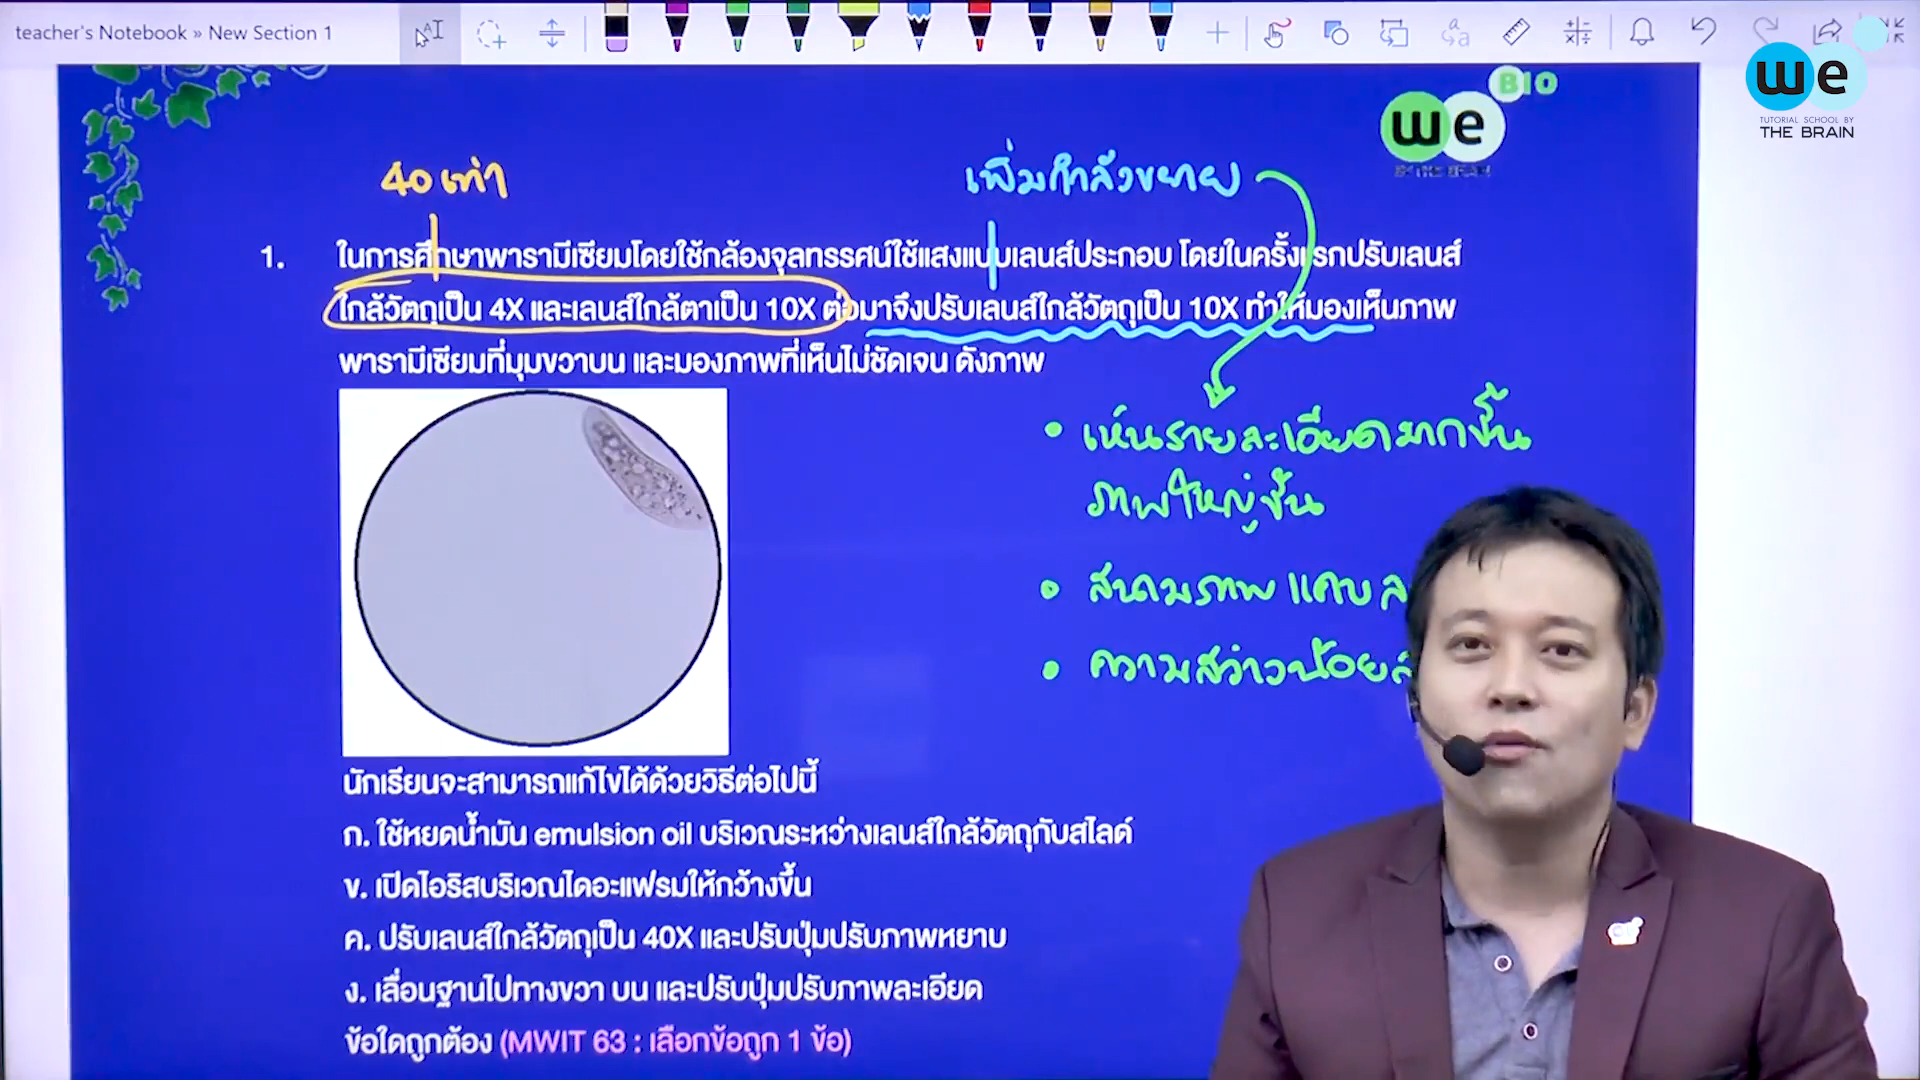 teacher's Notebook » New Section 1
we
TUTORIAL SCHOOL BY
THE BRAIN
BIO
we
BY THE BRAIN
40 เท่า
เพิ่มกำลังขยาย
1. ในการศึกษาพารามีเซียมโดยใช้กล้องจุลทรรศน์ใช้แสงแบบเลนส์ประกอบ โดยในครั้งแรกปรับเลนส์
ใกล้วัตถุเป็น 4X และเลนส์ใกล้ตาเป็น 10X ต่อมาจึงปรับเลนส์ใกล้วัตถุเป็น 10X ทำให้มองเห็นภาพ
พารามีเซียมที่มุมขวาบน และมองภาพที่เห็นไม่ชัดเจน ดังภาพ
• เห็นรายละเอียดมากขึ้น
ภาพใหญ่ขึ้น
• สนามภาพ แคบ ล
• ความสว่างน้อยล
นักเรียนจะสามารถแก้ไขได้ด้วยวิธีต่อไปนี้
ก. ใช้หยดน้ำมัน emulsion oil บริเวณระหว่างเลนส์ใกล้วัตถุกับสไลด์
ข. เปิดไอริสบริเวณไดอะแฟรมให้กว้างขึ้น
ค. ปรับเลนส์ใกล้วัตถุเป็น 40X และปรับปุ่มปรับภาพหยาบ
ง. เลื่อนฐานไปทางขวา บน และปรับปุ่มปรับภาพละเอียด
ข้อใดถูกต้อง (MWIT 63 : เลือกข้อถูก 1 ข้อ)